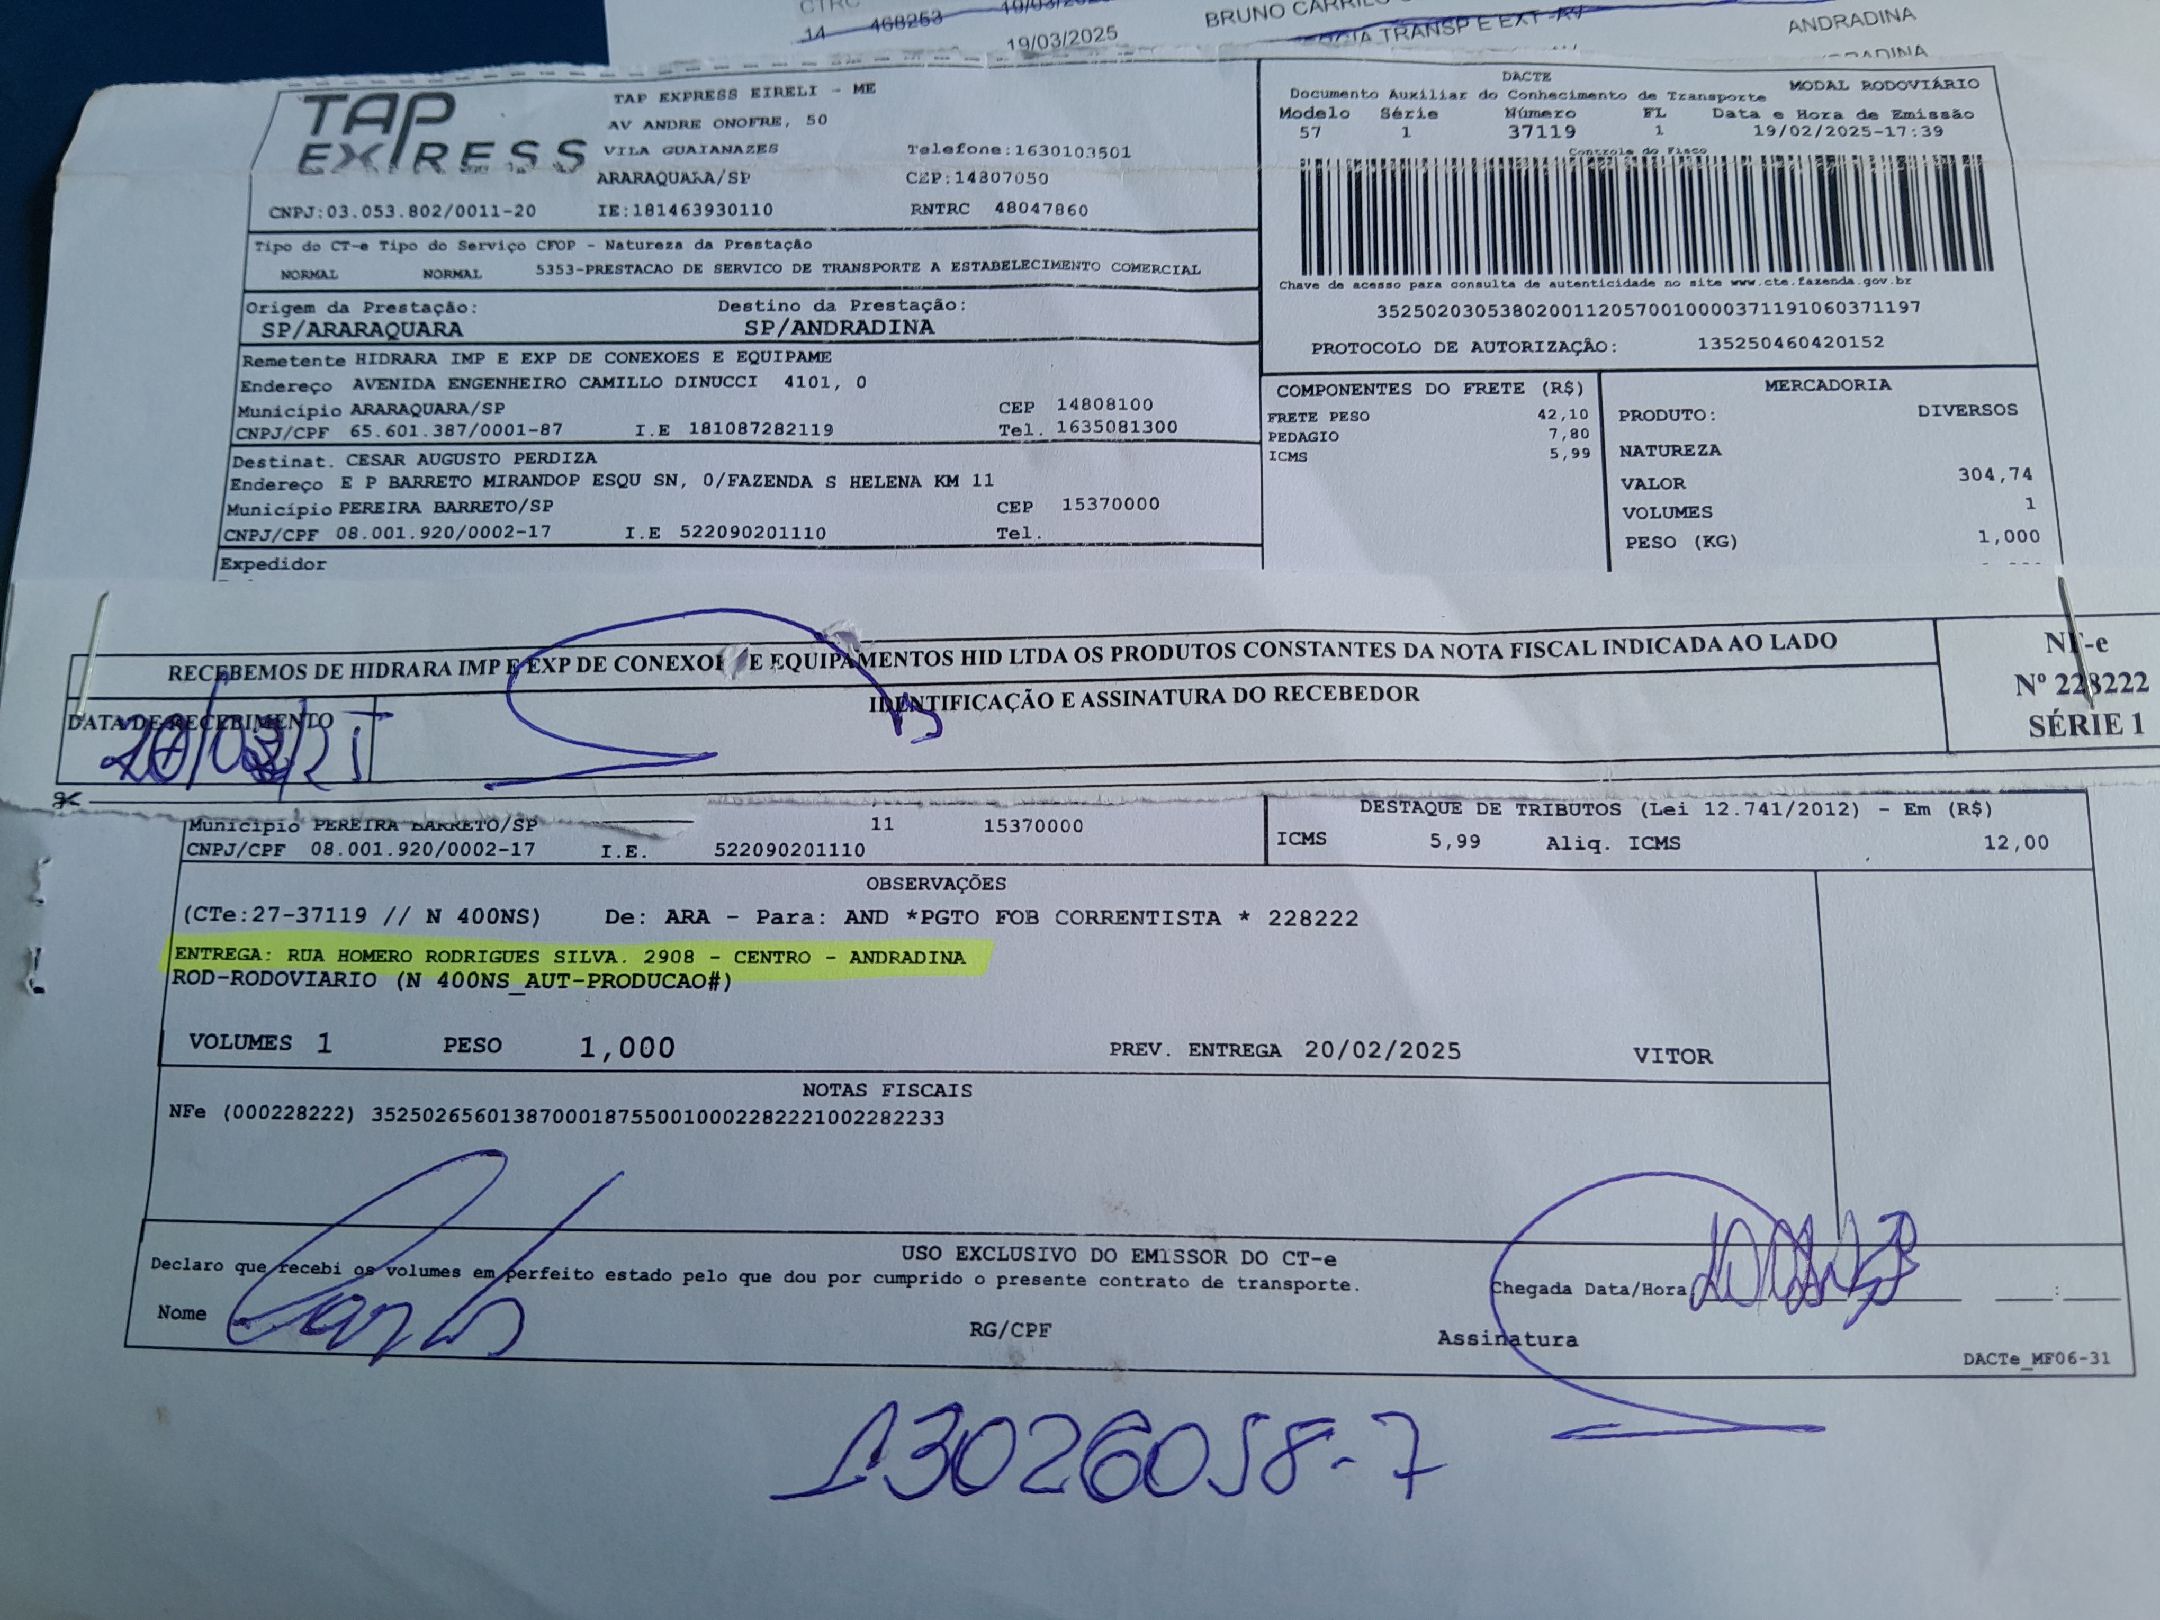 CTRC
14 468253 19/03/2025
BRUNO CARRILO
ANDRADINA
19/03/2025
TRANSP E EXT
TAP EXPRESS
TAP EXPRESS EIRELI - ME
AV ANDRE ONOFRE, 50
VILA GUAIANAZES Telefone:1630103501
ARARAQUARA/SP CEP:14807050
CNPJ:03.053.802/0011-20 IE:181463930110 RNTRC 48047860
DACTE MODAL RODOVIÁRIO
Documento Auxiliar do Conhecimento de Transporte
Modelo Série Número FL Data e Hora de Emissão
57 1 37119 1 19/02/2025-17:39
Controle do Fisco
Chave de acesso para consulta de autenticidade no site www.cte.fazenda.gov.br
35250203053802001120570010000371191060371197
PROTOCOLO DE AUTORIZAÇÃO: 135250460420152
Tipo do CT-e Tipo do Serviço CFOP - Natureza da Prestação
NORMAL NORMAL 5353-PRESTACAO DE SERVICO DE TRANSPORTE A ESTABELECIMENTO COMERCIAL
Origem da Prestação: Destino da Prestação:
SP/ARARAQUARA SP/ANDRADINA
Remetente HIDRARA IMP E EXP DE CONEXOES E EQUIPAME
Endereço AVENIDA ENGENHEIRO CAMILLO DINUCCI 4101, 0
Município ARARAQUARA/SP CEP 14808100
CNPJ/CPF 65.601.387/0001-87 I.E 181087282119 Tel. 1635081300
Destinat. CESAR AUGUSTO PERDIZA
Endereço E P BARRETO MIRANDOP ESQU SN, 0/FAZENDA S HELENA KM 11
Município PEREIRA BARRETO/SP CEP 15370000
CNPJ/CPF 08.001.920/0002-17 I.E 522090201110 Tel.
Expedidor
COMPONENTES DO FRETE (R$)
FRETE PESO 42,10
PEDAGIO 7,80
ICMS 5,99
MERCADORIA
PRODUTO: DIVERSOS
NATUREZA
VALOR 304,74
VOLUMES 1
PESO (KG) 1,000
RECEBEMOS DE HIDRARA IMP E EXP DE CONEXOE E EQUIPAMENTOS HID LTDA OS PRODUTOS CONSTANTES DA NOTA FISCAL INDICADA AO LADO
DATA DE RECEBIMENTO
IDENTIFICAÇÃO E ASSINATURA DO RECEBEDOR
NF-e
Nº 228222
SÉRIE 1
Município PEREIRA BARRETO/SP 11 15370000
CNPJ/CPF 08.001.920/0002-17 I.E. 522090201110
DESTAQUE DE TRIBUTOS (Lei 12.741/2012) - Em (R$)
ICMS 5,99 Aliq. ICMS 12,00
OBSERVAÇÕES
(CTe:27-37119 // N 400NS) De: ARA - Para: AND *PGTO FOB CORRENTISTA * 228222
ENTREGA: RUA HOMERO RODRIGUES SILVA. 2908 - CENTRO - ANDRADINA
ROD-RODOVIARIO (N 400NS_AUT-PRODUCAO#)
VOLUMES 1 PESO 1,000 PREV. ENTREGA 20/02/2025 VITOR
NOTAS FISCAIS
NFe (000228222) 35250265601387000187550010002282221002282233
USO EXCLUSIVO DO EMISSOR DO CT-e
Declaro que recebi os volumes em perfeito estado pelo que dou por cumprido o presente contrato de transporte.
Chegada Data/Hora
Nome
RG/CPF
Assinatura
DACTe_MF06-31
13026058-7